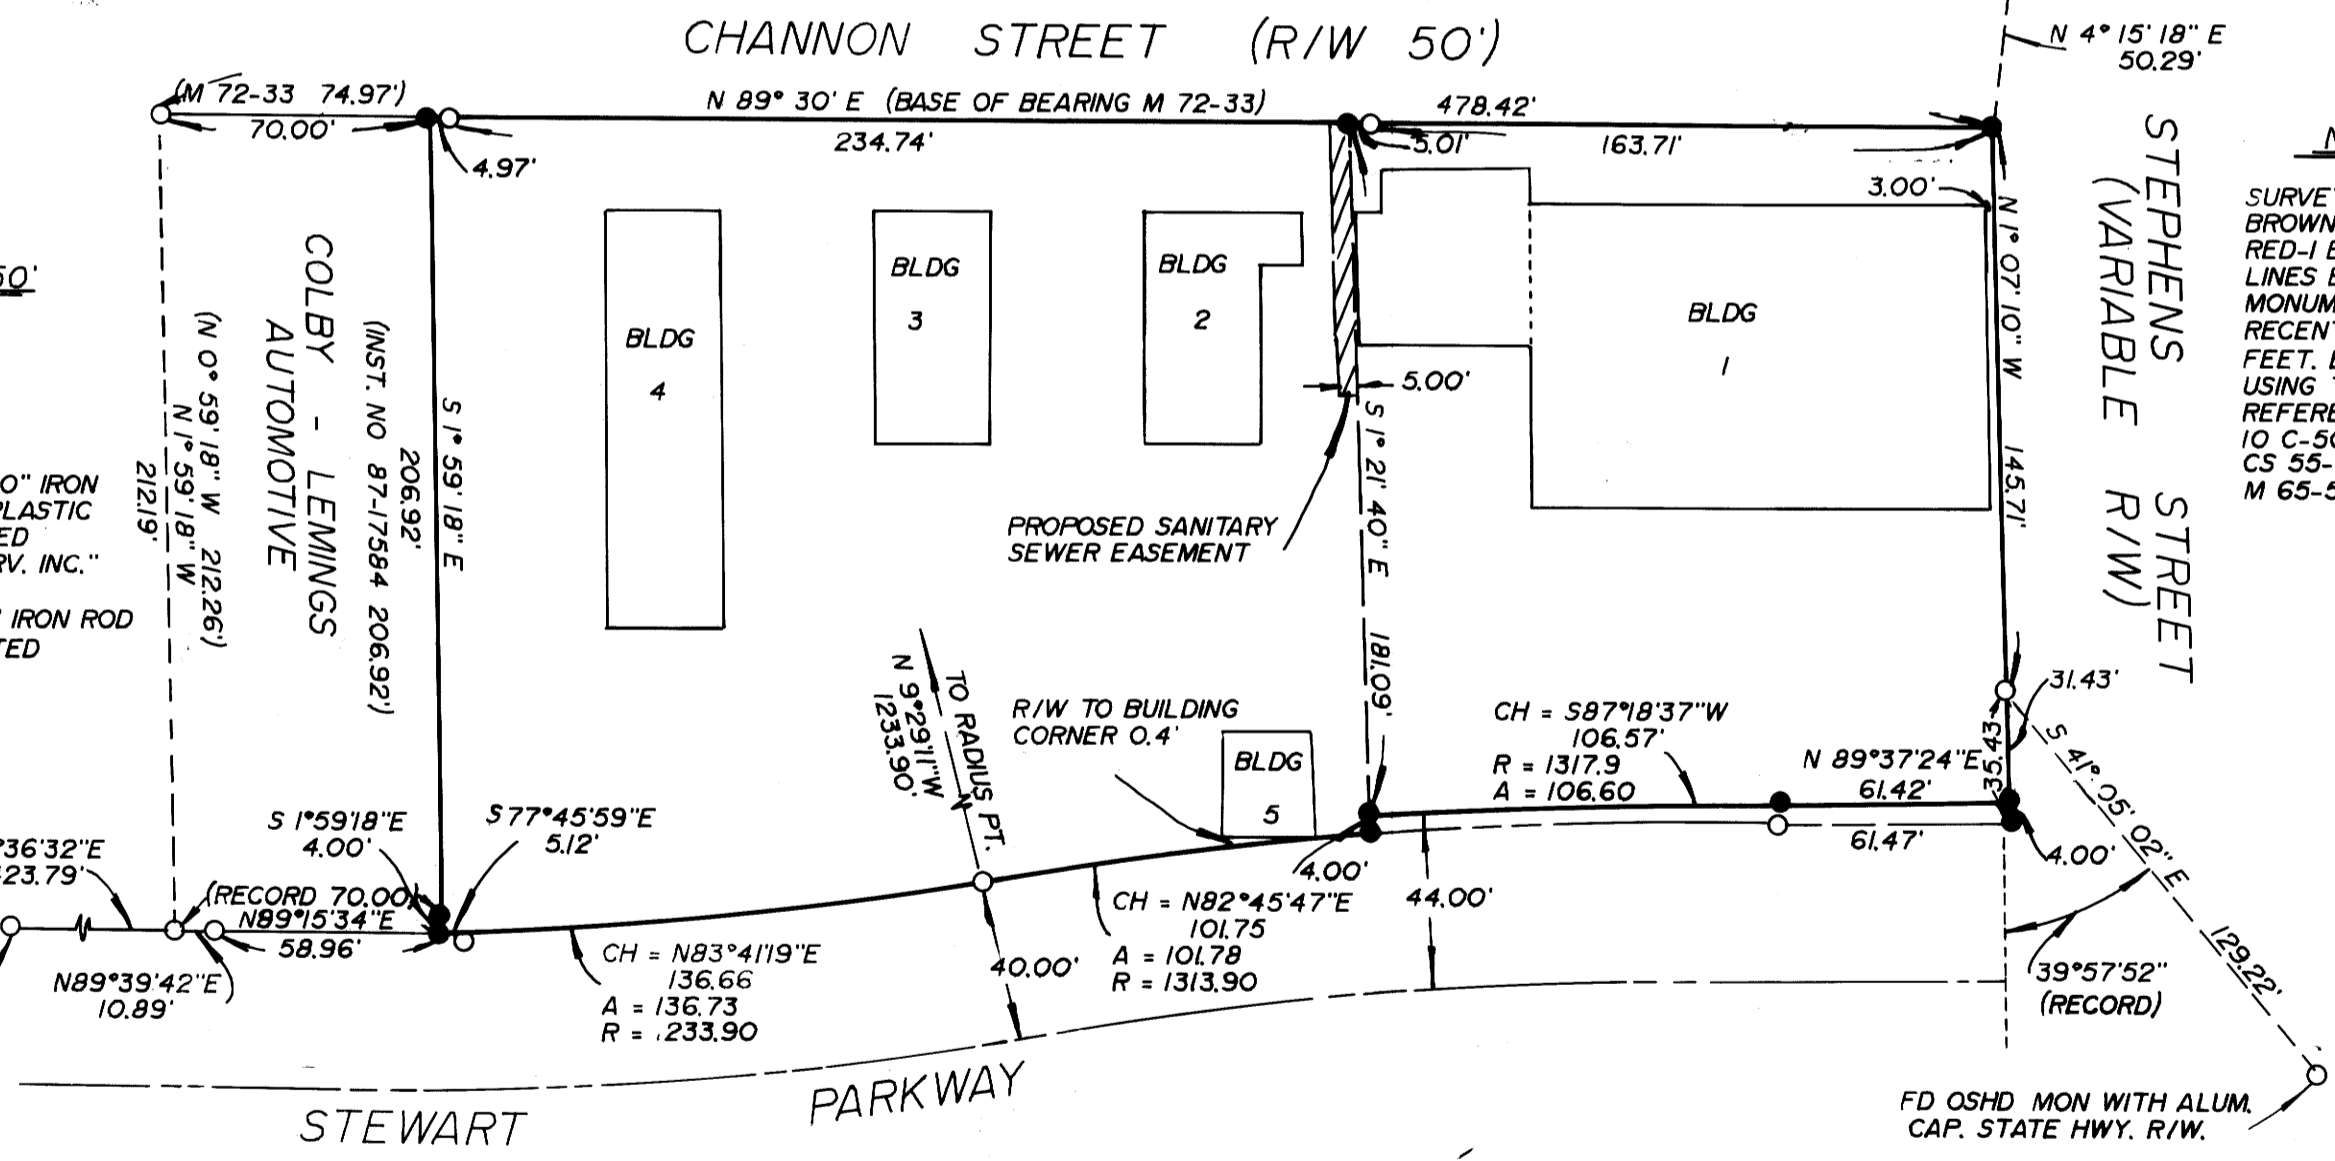 CHANNON STREET (R/W 50')
N 4° 15' 18" E
50.29'
(M 72-33 74.97')
70.00'
4.97'
N 89° 30' E (BASE OF BEARING M 72-33)
234.74'
478.42'
5.01'
163.71'
3.00'
STEPHENS STREET
(VARIABLE R/W)
N 1° 07' 10" W 145.71'
SURVE
BROWN
RED-1
LINES
MONUM
RECENT
FEET.
USING
REFERE
10 C-50
CS 55-
M 65-5
50'
0" IRON
PLASTIC
ED
RV. INC."
IRON ROD
TED
212.19'
N 1° 59' 18" W
(N 0° 59' 18" W 212.26')
COLBY - LEMINGS
AUTOMOTIVE
(INST. NO 87-17584 206.92')
206.92'
S 1° 59' 18" E
BLDG
4
BLDG
3
BLDG
2
BLDG
1
5.00'
PROPOSED SANITARY
SEWER EASEMENT
S 1° 21' 40" E 181.09'
TO RADIUS PT.
N 9°29'11"W
1233.90'
R/W TO BUILDING
CORNER 0.4'
BLDG
5
CH = S87°18'37"W
106.57'
R = 1317.9
A = 106.60
N 89°37'24"E
61.42'
35.43'
31.43'
61.47'
4.00'
S 41° 05' 02" E 129.22'
39°57'52"
(RECORD)
S 1°59'18"E
4.00'
S 77°45'59"E
5.12'
°36'32"E
23.79'
(RECORD 70.00)
N89°15'34"E
58.96'
N89°39'42"E
10.89'
CH = N83°41'19"E
136.66
A = 136.73
R = 233.90
40.00'
4.00'
CH = N82°45'47"E
101.75
A = 101.78
R = 1313.90
44.00'
STEWART PARKWAY
FD OSHD MON WITH ALUM.
CAP. STATE HWY. R/W.